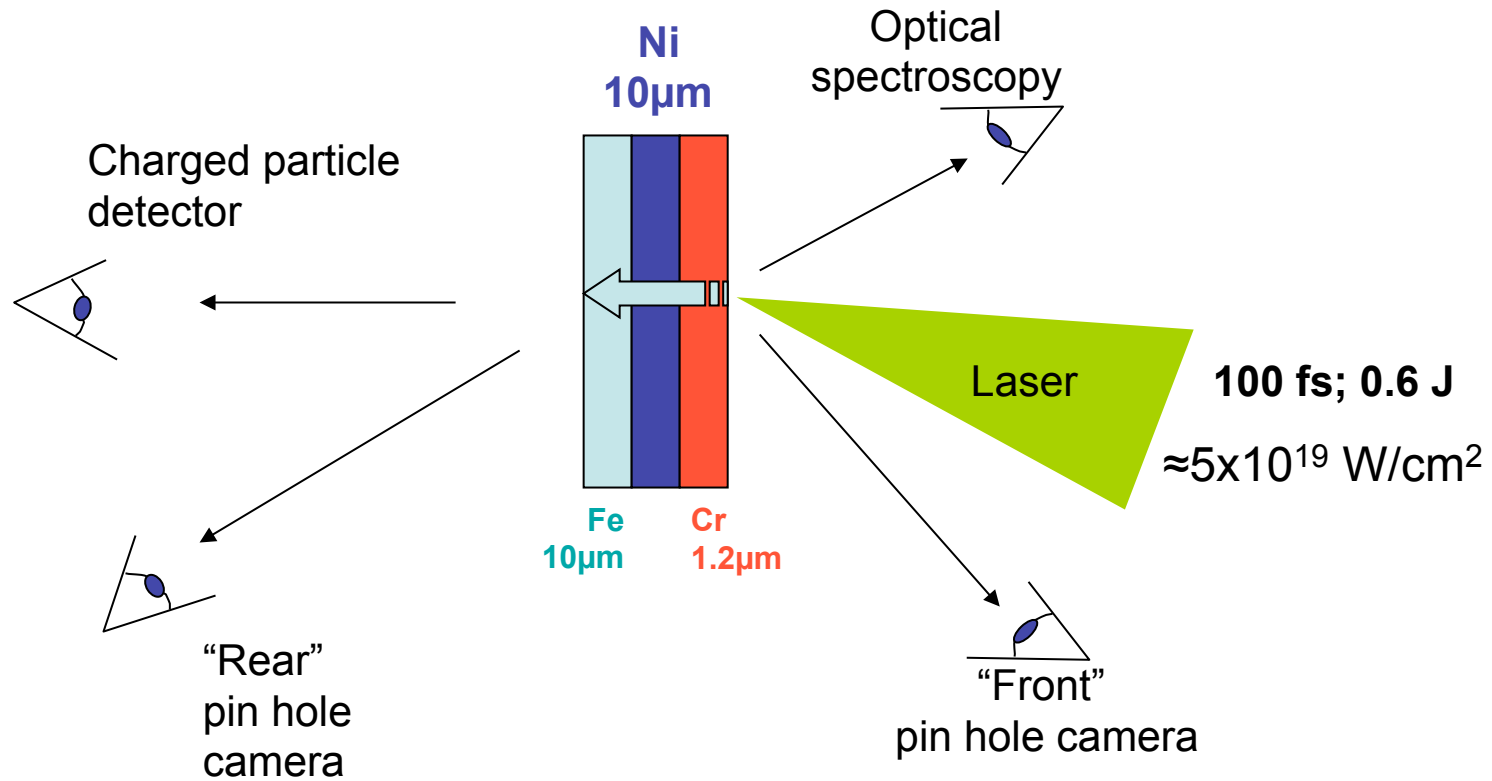 Ni
10µm
Optical
spectroscopy
Charged particle
detector
Laser
100 fs; 0.6 J
≈5x10¹⁹ W/cm²
Fe
10µm
Cr
1.2µm
“Rear”
pin hole
camera
“Front”
pin hole camera